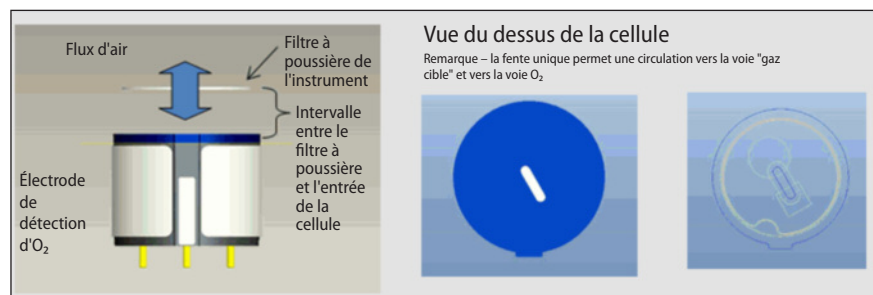 Flux d'air
Filtre à
poussière de
l'instrument
Intervalle
entre le
filtre à
poussière
et l'entrée
de la
cellule
Électrode
de
détection
d'O₂
Vue du dessus de la cellule
Remarque – la fente unique permet une circulation vers la voie "gaz
cible" et vers la voie O₂